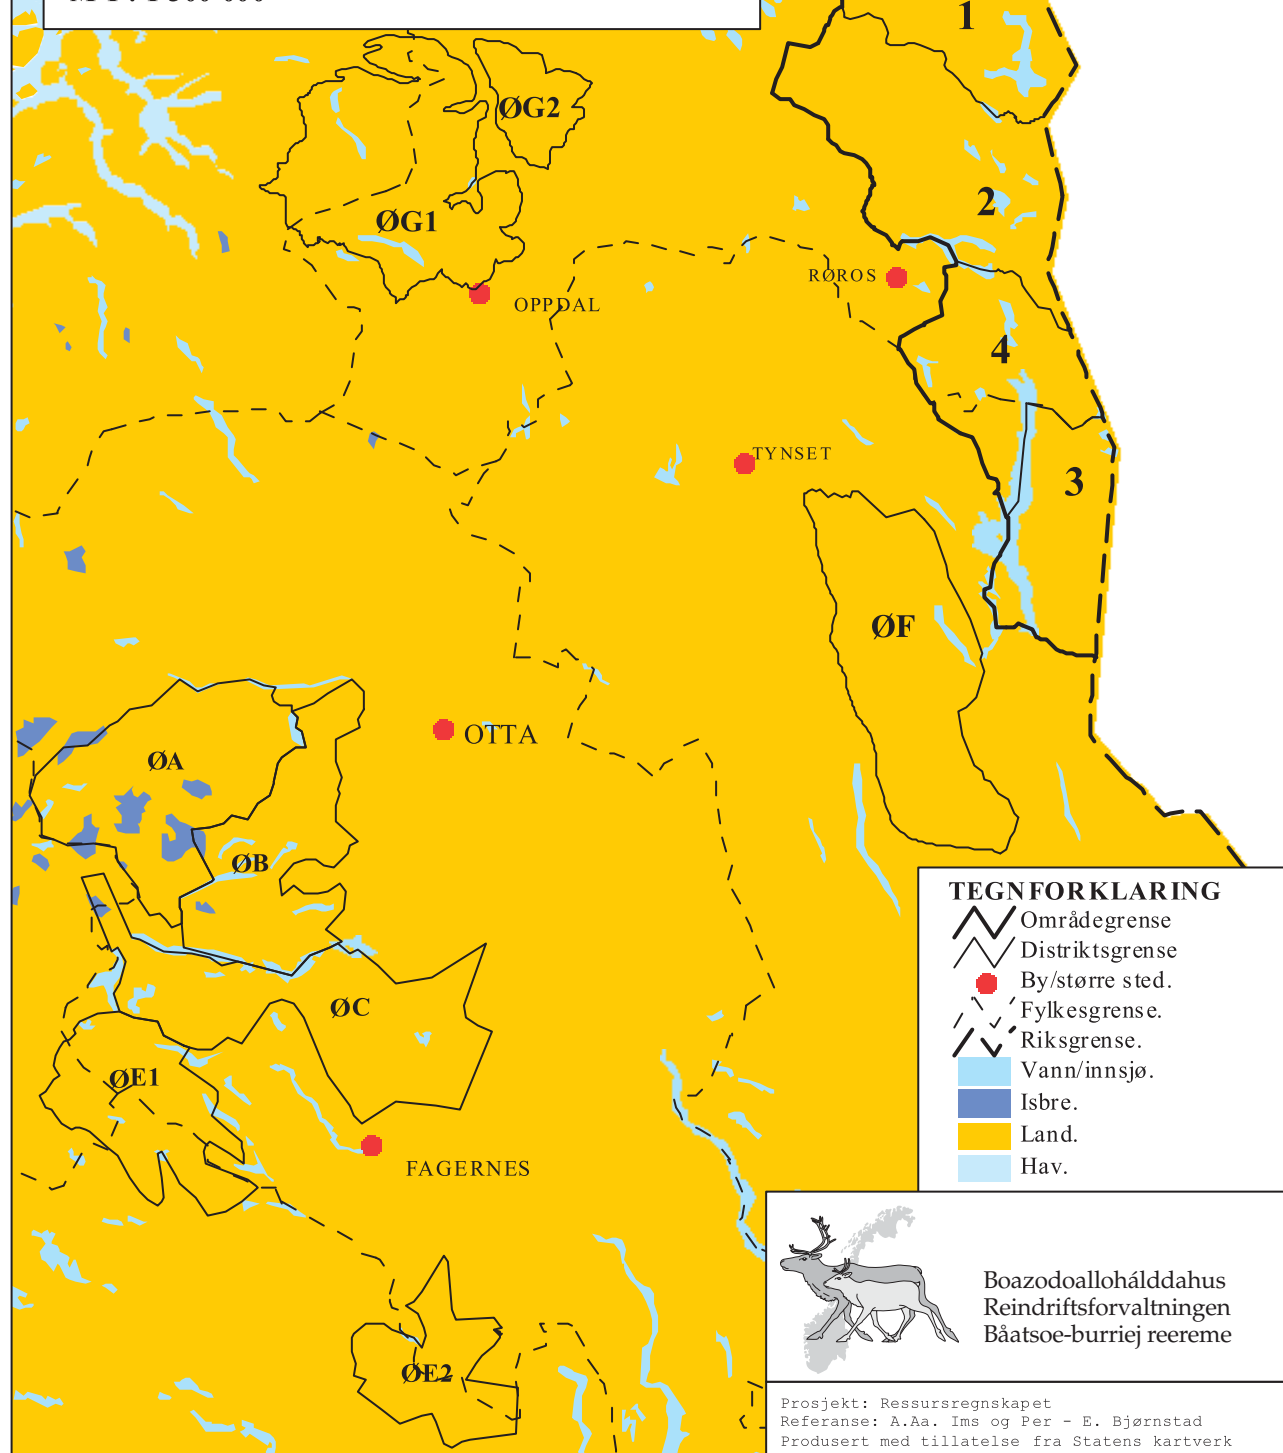 1
ØG2
2
ØG1
RØROS
OPPDAL
4
TYNSET
3
ØF
OTTA
ØA
ØB
TEGNFORKLARING
Områdegrense
Distriktsgrense
By/større sted.
Fylkesgrense.
Riksgrense.
Vann/innsjø.
Isbre.
Land.
Hav.
ØC
ØE1
FAGERNES
Boazodoallohálddahus
Reindriftsforvaltningen
Båatsoe-burriej reereme
ØE2
Prosjekt: Ressursregnskapet
Referanse: A.Aa. Ims og Per - E. Bjørnstad
Produsert med tillatelse fra Statens kartverk